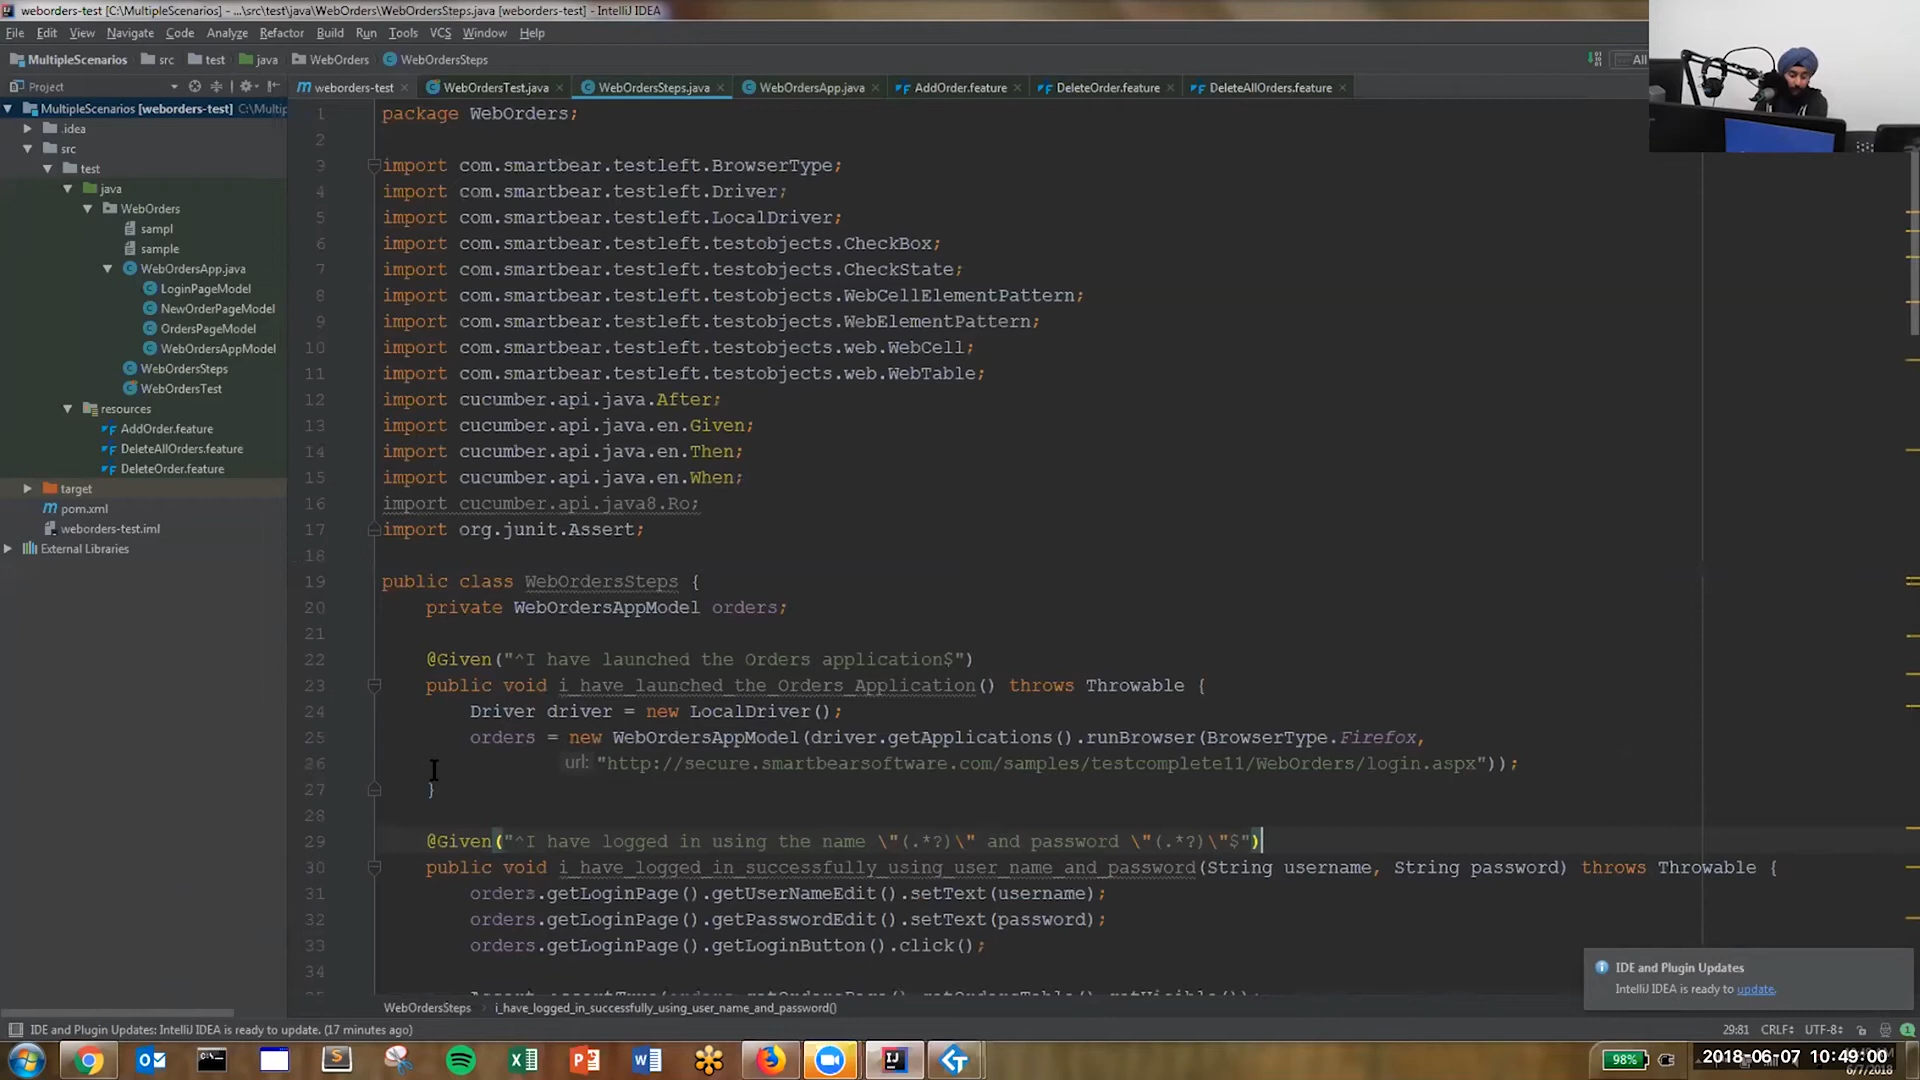 weborders-test [C:\MultipleScenarios] - ...\src\test\java\WebOrders\WebOrdersSteps.java [weborders-test] - IntelliJ IDEA
File Edit View Navigate Code Analyze Refactor Build Run Tools VCS Window Help
MultipleScenarios src test java WebOrders WebOrdersSteps All
Project weborders-test WebOrdersTest.java WebOrdersSteps.java WebOrdersApp.java AddOrder.feature DeleteOrder.feature DeleteAllOrders.feature
MultipleScenarios [weborders-test] C:\Multip
.idea
src
test
java
WebOrders
sampl
sample
WebOrdersApp.java
LoginPageModel
NewOrderPageModel
OrdersPageModel
WebOrdersAppModel
WebOrdersSteps
WebOrdersTest
resources
AddOrder.feature
DeleteAllOrders.feature
DeleteOrder.feature
target
pom.xml
weborders-test.iml
External Libraries
1 package WebOrders;
2
3 import com.smartbear.testleft.BrowserType;
4 import com.smartbear.testleft.Driver;
5 import com.smartbear.testleft.LocalDriver;
6 import com.smartbear.testleft.testobjects.CheckBox;
7 import com.smartbear.testleft.testobjects.CheckState;
8 import com.smartbear.testleft.testobjects.WebCellElementPattern;
9 import com.smartbear.testleft.testobjects.WebElementPattern;
10 import com.smartbear.testleft.testobjects.web.WebCell;
11 import com.smartbear.testleft.testobjects.web.WebTable;
12 import cucumber.api.java.After;
13 import cucumber.api.java.en.Given;
14 import cucumber.api.java.en.Then;
15 import cucumber.api.java.en.When;
16 import cucumber.api.java8.Ro;
17 import org.junit.Assert;
18
19 public class WebOrdersSteps {
20 private WebOrdersAppModel orders;
21
22 @Given("^I have launched the Orders application$")
23 public void i_have_launched_the_Orders_Application() throws Throwable {
24 Driver driver = new LocalDriver();
25 orders = new WebOrdersAppModel(driver.getApplications().runBrowser(BrowserType.Firefox,
26 url: "http://secure.smartbearsoftware.com/samples/testcomplete11/WebOrders/login.aspx"));
27 }
28
29 @Given("^I have logged in using the name \"(.*?)\" and password \"(.*?)\"$")
30 public void i_have_logged_in_successfully_using_user_name_and_password(String username, String password) throws Throwable {
31 orders.getLoginPage().getUserNameEdit().setText(username);
32 orders.getLoginPage().getPasswordEdit().setText(password);
33 orders.getLoginPage().getLoginButton().click();
34
WebOrdersSteps i_have_logged_in_successfully_using_user_name_and_password()
IDE and Plugin Updates
IntelliJ IDEA is ready to update.
IDE and Plugin Updates: IntelliJ IDEA is ready to update. (17 minutes ago) 29:81 CRLF UTF-8
98% 2018-06-07 10:49:00
6/7/2018